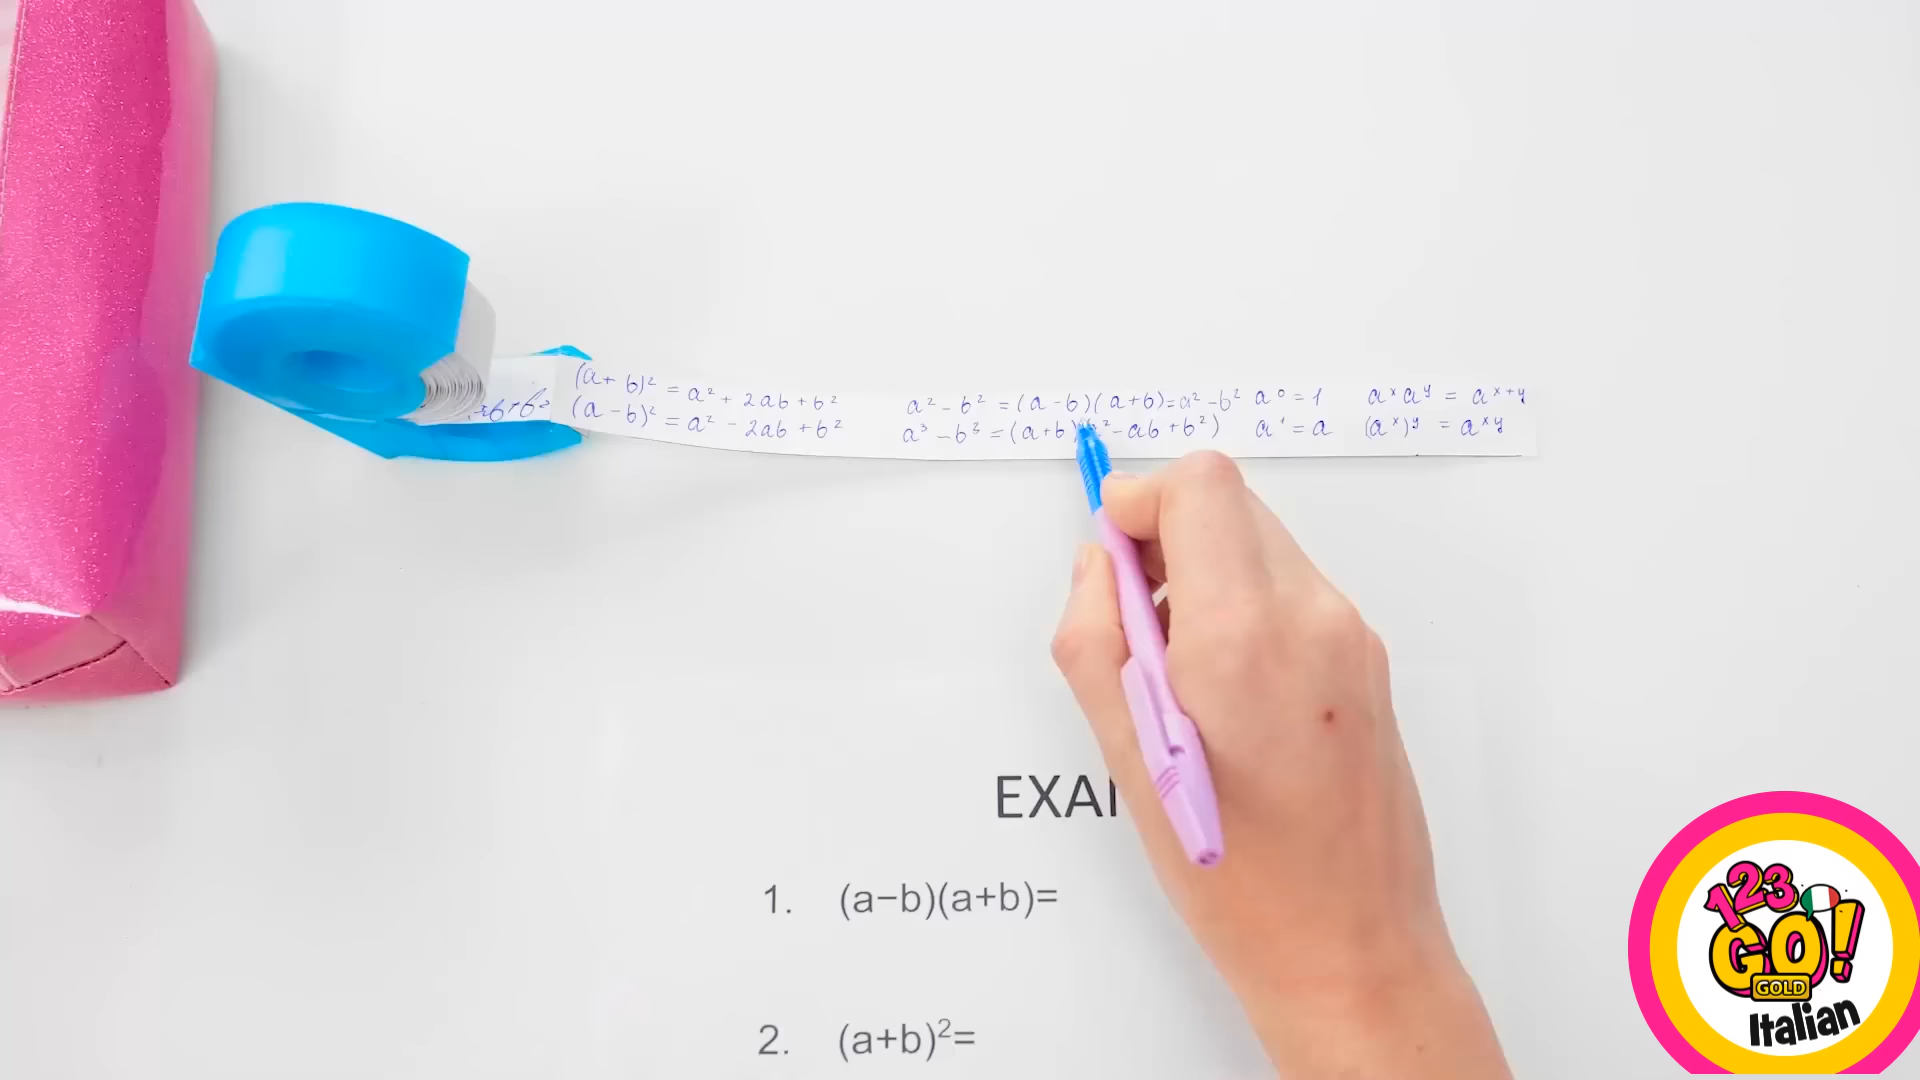 (a+b)² = a² + 2ab + b²
(a-b)² = a² - 2ab + b²
a² - b² = (a-b)(a+b) = a² - b²
a³ - b³ = (a+b) ² - ab + b²)
a⁰ = 1
a¹ = a
aˣ aʸ = aˣ⁺ʸ
(aˣ)ʸ = aˣʸ
EXA
1. (a−b)(a+b)=
2. (a+b)²=
123
GO!
GOLD
Italian